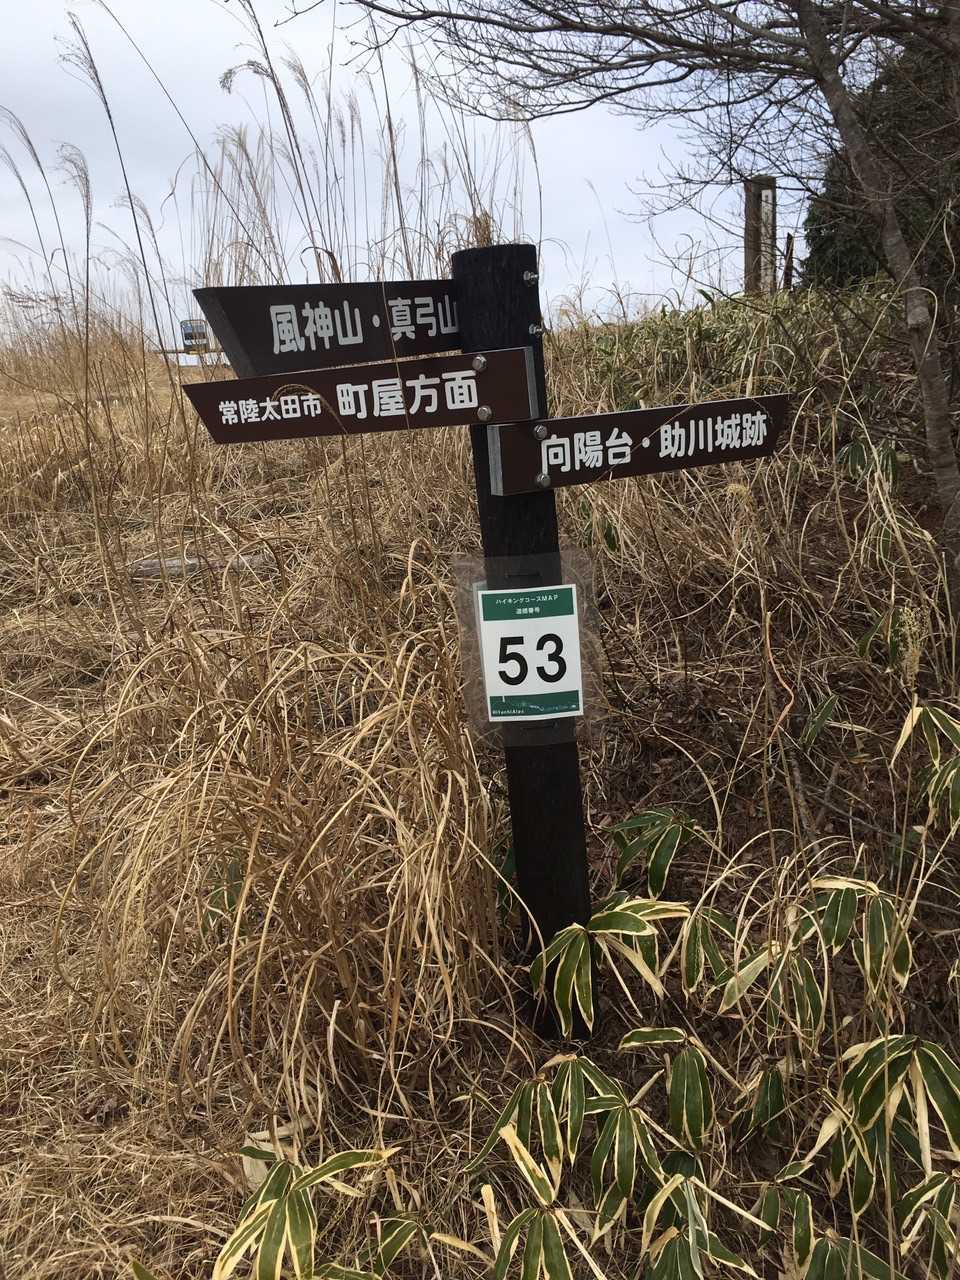 風神山・真弓山
常陸太田市 町屋方面
向陽台・助川城跡
ハイキングコースMAP
道標番号
53
HitachiAlps